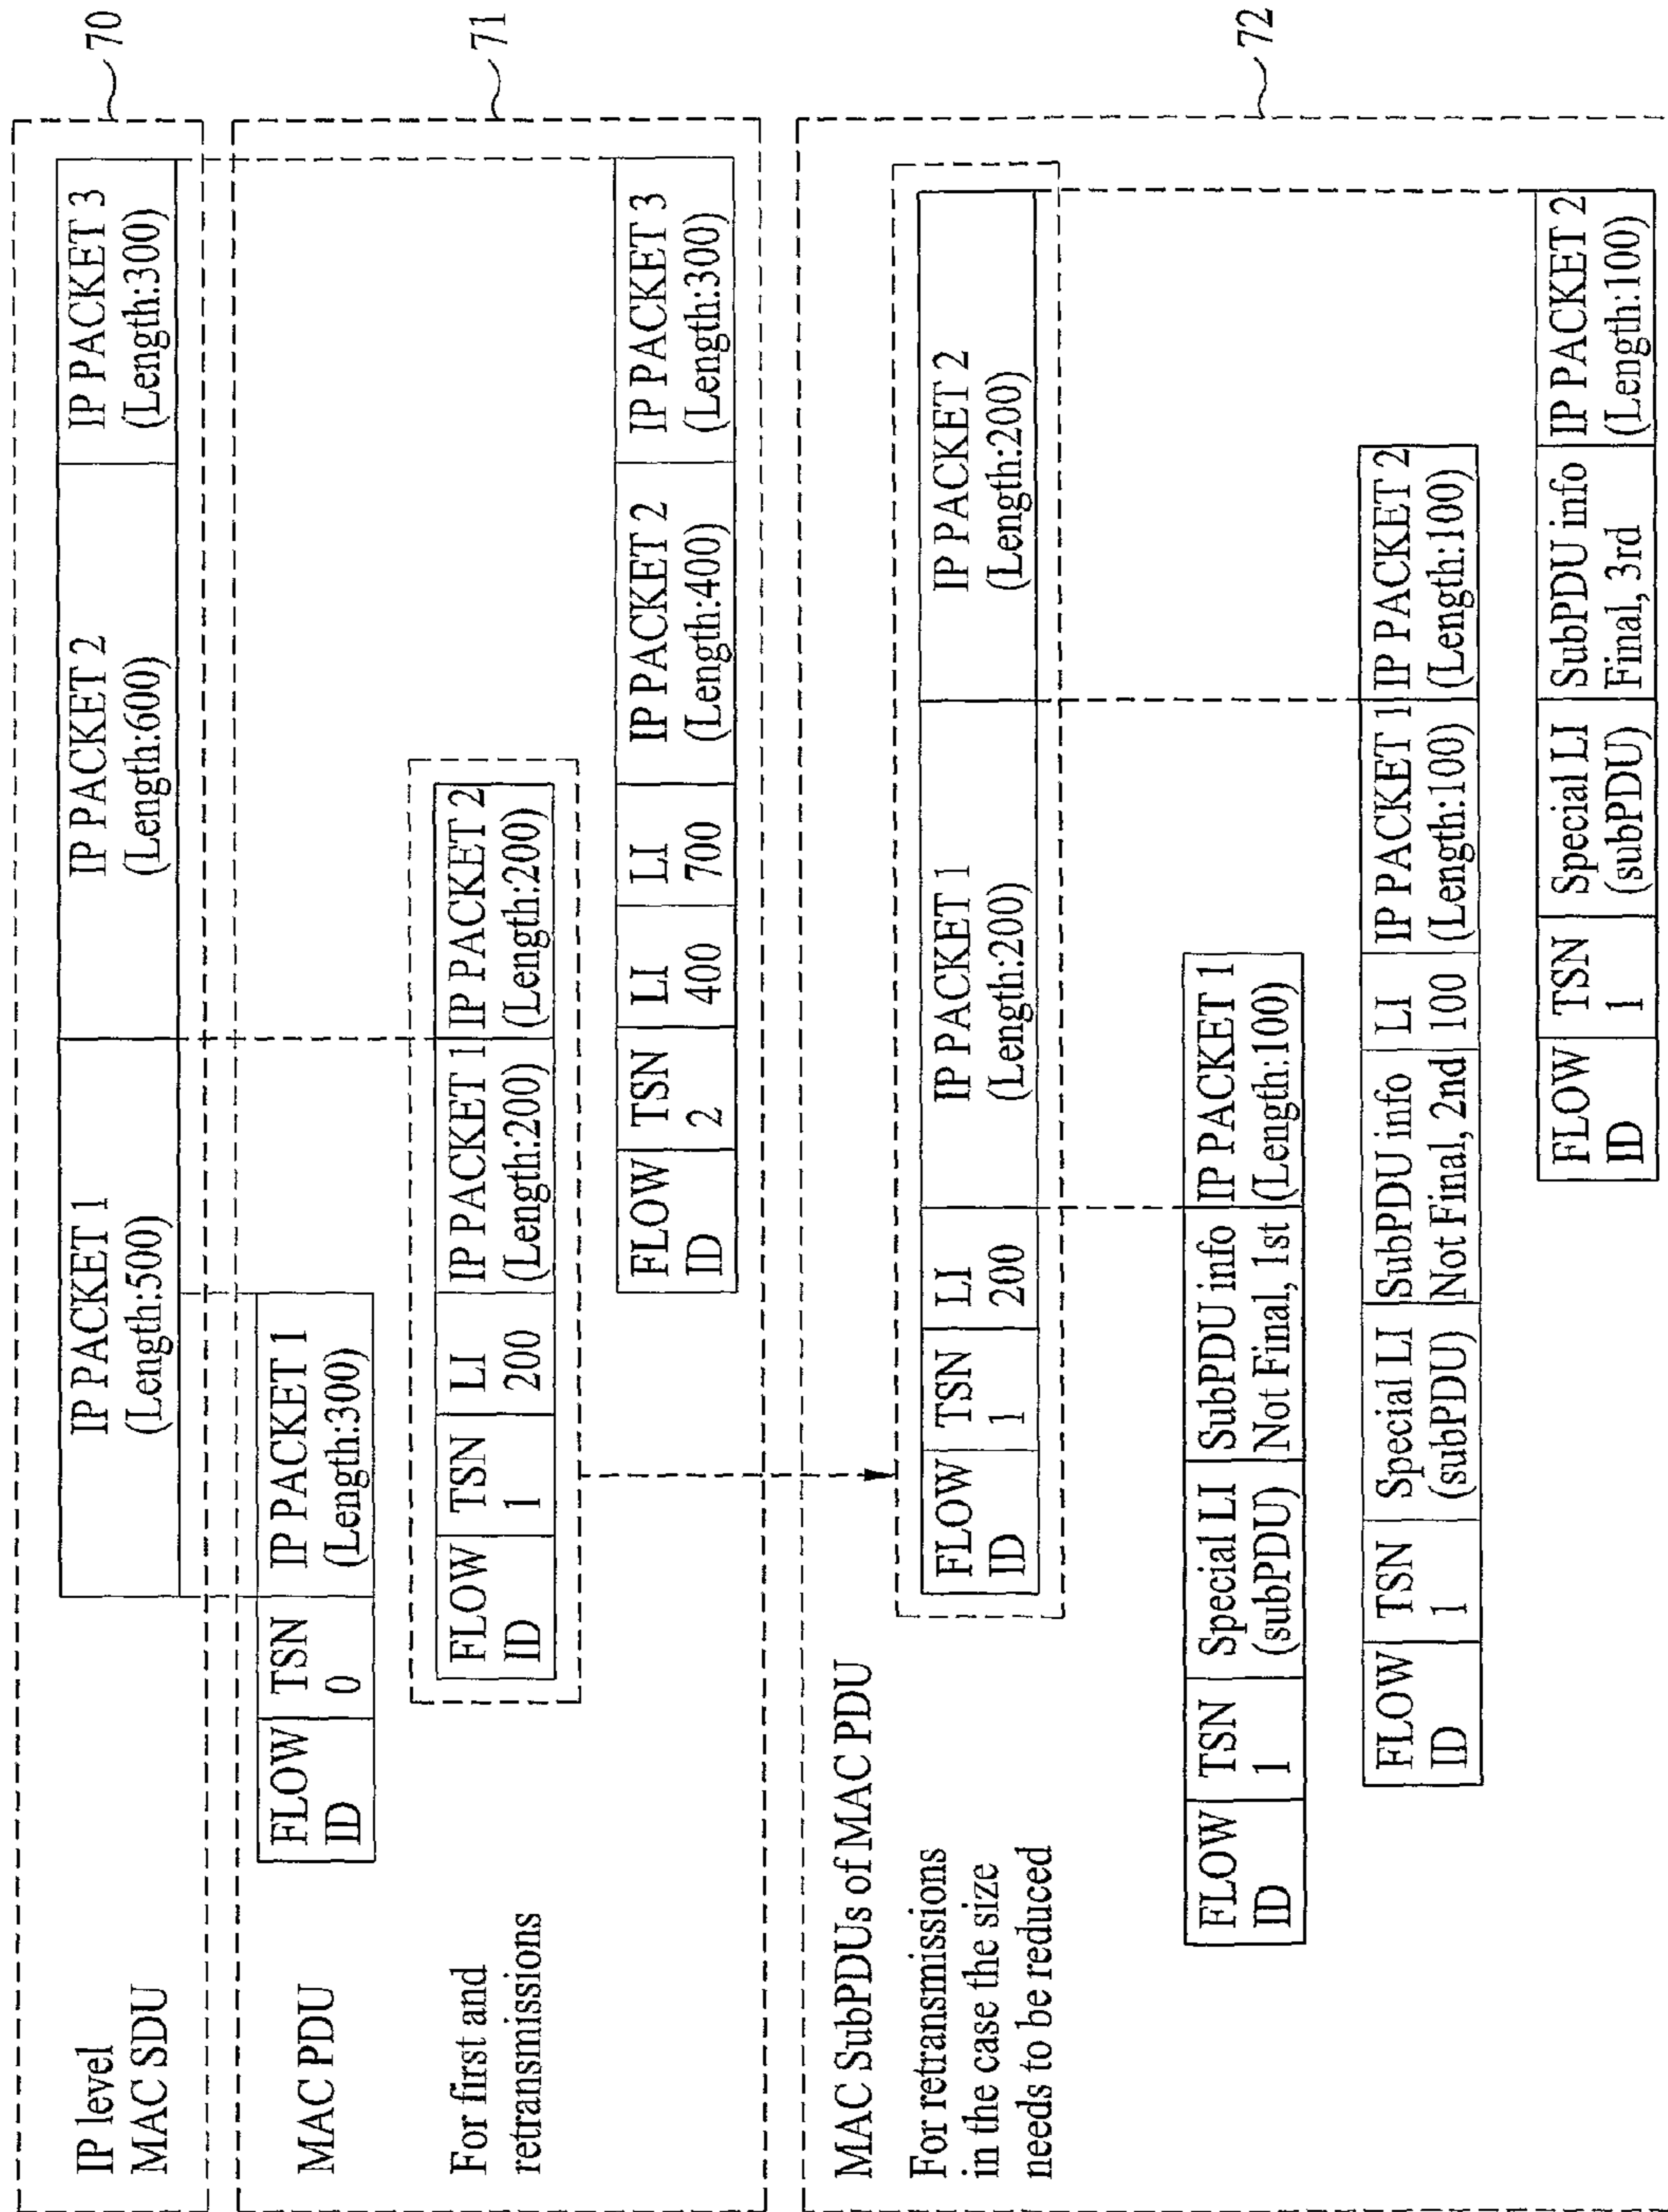 IP level
MAC SDU
IP PACKET 1
(Length:500)
IP PACKET 2
(Length:600)
IP PACKET 3
(Length:300)
70
MAC PDU
For first and
retransmissions
FLOW
ID
TSN
0
IP PACKET 1
(Length:300)
FLOW
ID
TSN
1
LI
200
IP PACKET 1
(Length:200)
IP PACKET 2
(Length:200)
FLOW
ID
TSN
2
LI
400
LI
700
IP PACKET 2
(Length:400)
IP PACKET 3
(Length:300)
71
MAC SubPDUs of MAC PDU
For retransmissions
in the case the size
needs to be reduced
FLOW
ID
TSN
1
LI
200
IP PACKET 1
(Length:200)
IP PACKET 2
(Length:200)
FLOW
ID
TSN
1
Special LI
(subPDU)
SubPDU info
Not Final, 1st
IP PACKET 1
(Length:100)
FLOW
ID
TSN
1
Special LI
(subPDU)
SubPDU info
Not Final, 2nd
LI
100
IP PACKET 1
(Length:100)
IP PACKET 2
(Length:100)
FLOW
ID
TSN
1
Special LI
(subPDU)
SubPDU info
Final, 3rd
IP PACKET 2
(Length:100)
72